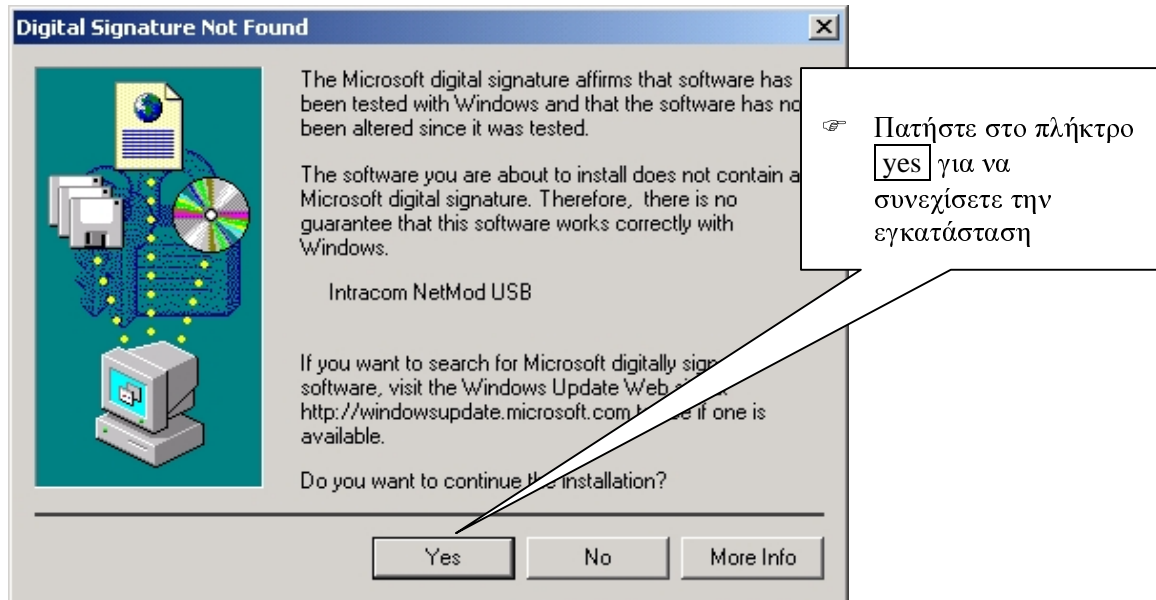 Digital Signature Not Found
The Microsoft digital signature affirms that software has
been tested with Windows and that the software has no
been altered since it was tested.
The software you are about to install does not contain a
Microsoft digital signature. Therefore, there is no
guarantee that this software works correctly with
Windows.
Intracom NetMod USB
If you want to search for Microsoft digitally
software, visit the Windows Update Web
http://windowsupdate.microsoft.com if one is
available.
Do you want to continue the installation?
Yes
No
More Info
☞ Πατήστε στο πλήκτρο
yes για να
συνεχίσετε την
εγκατάσταση